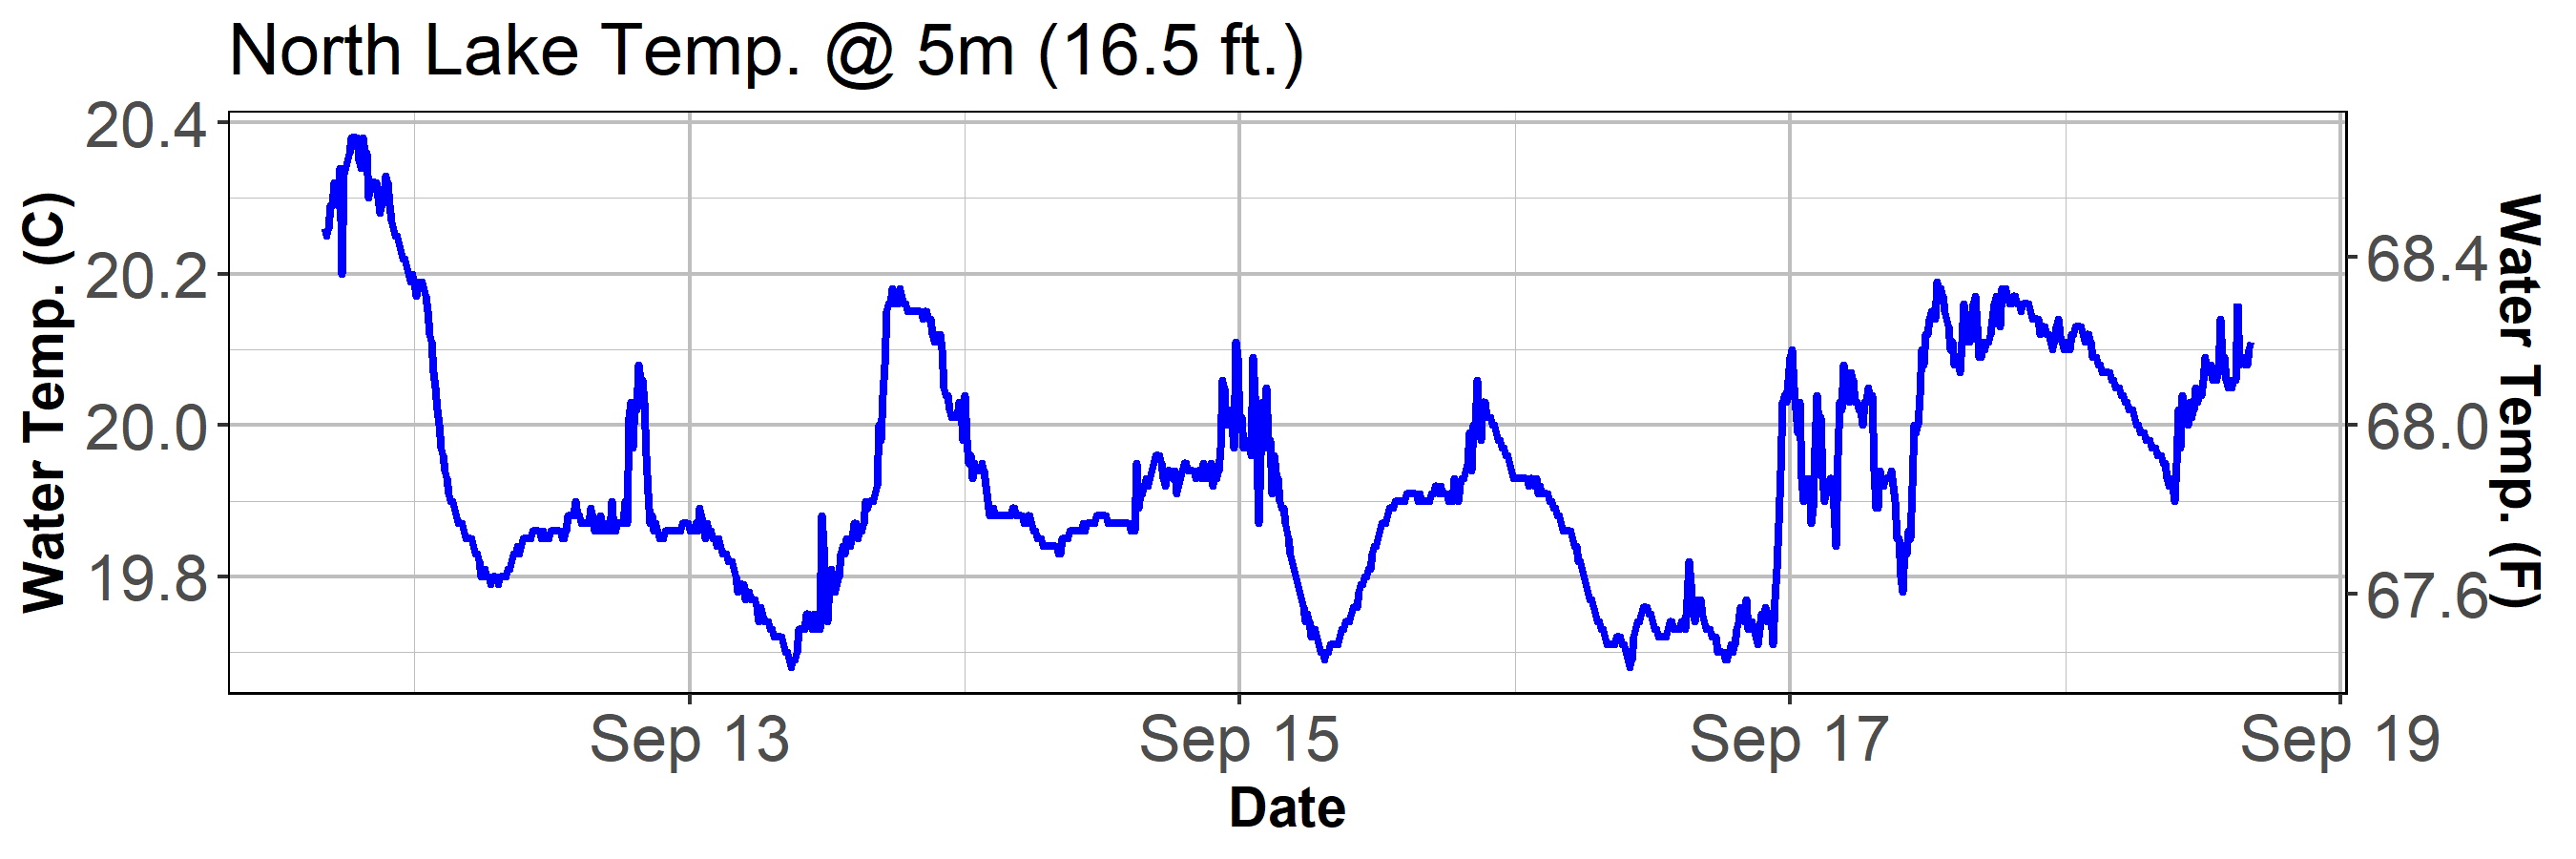 North Lake Temp. @ 5m (16.5 ft.)
Water Temp. (C)
20.4
20.2
20.0
19.8
68.4
68.0
67.6
Water Temp. (F)
Sep 13
Sep 15
Sep 17
Sep 19
Date